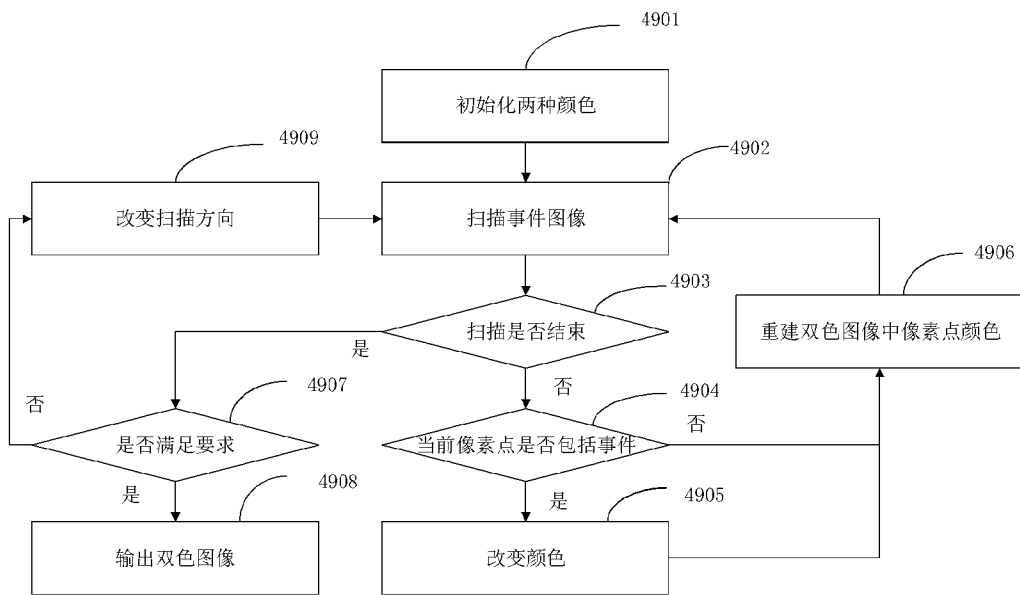 4901
初始化两种颜色
4909
4902
改变扫描方向
扫描事件图像
4906
4903
扫描是否结束
重建双色图像中像素点颜色
是
否
4907
4904
否
否
是否满足要求
当前像素点是否包括事件
4908
4905
是
是
输出双色图像
改变颜色